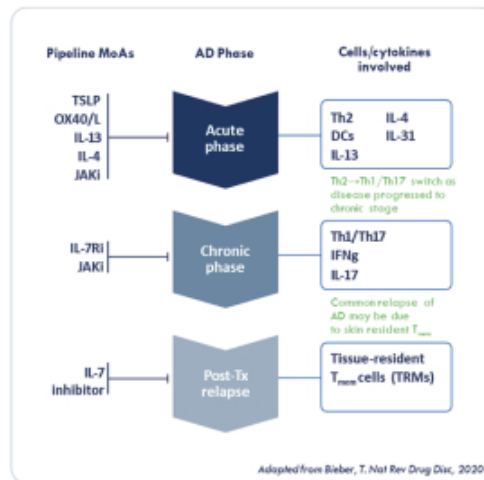 Pipeline MoAs
AD Phase
Cells/cytokines
involved
TSLP
OX40/L
IL-13
IL-4
JAKi
Acute
phase
Th2 IL-4
DCs IL-31
IL-13
Th2→Th1/Th17 switch as
disease progressed to
chronic stage
IL-7Ri
JAKi
Chronic
phase
Th1/Th17
IFNg
IL-17
Common relapse of
AD may be due
to skin resident Tmem
IL-7
inhibitor
Post-Tx
relapse
Tissue-resident
Tmem cells (TRMs)
Adapted from Bieber, T. Nat Rev Drug Disc, 2020